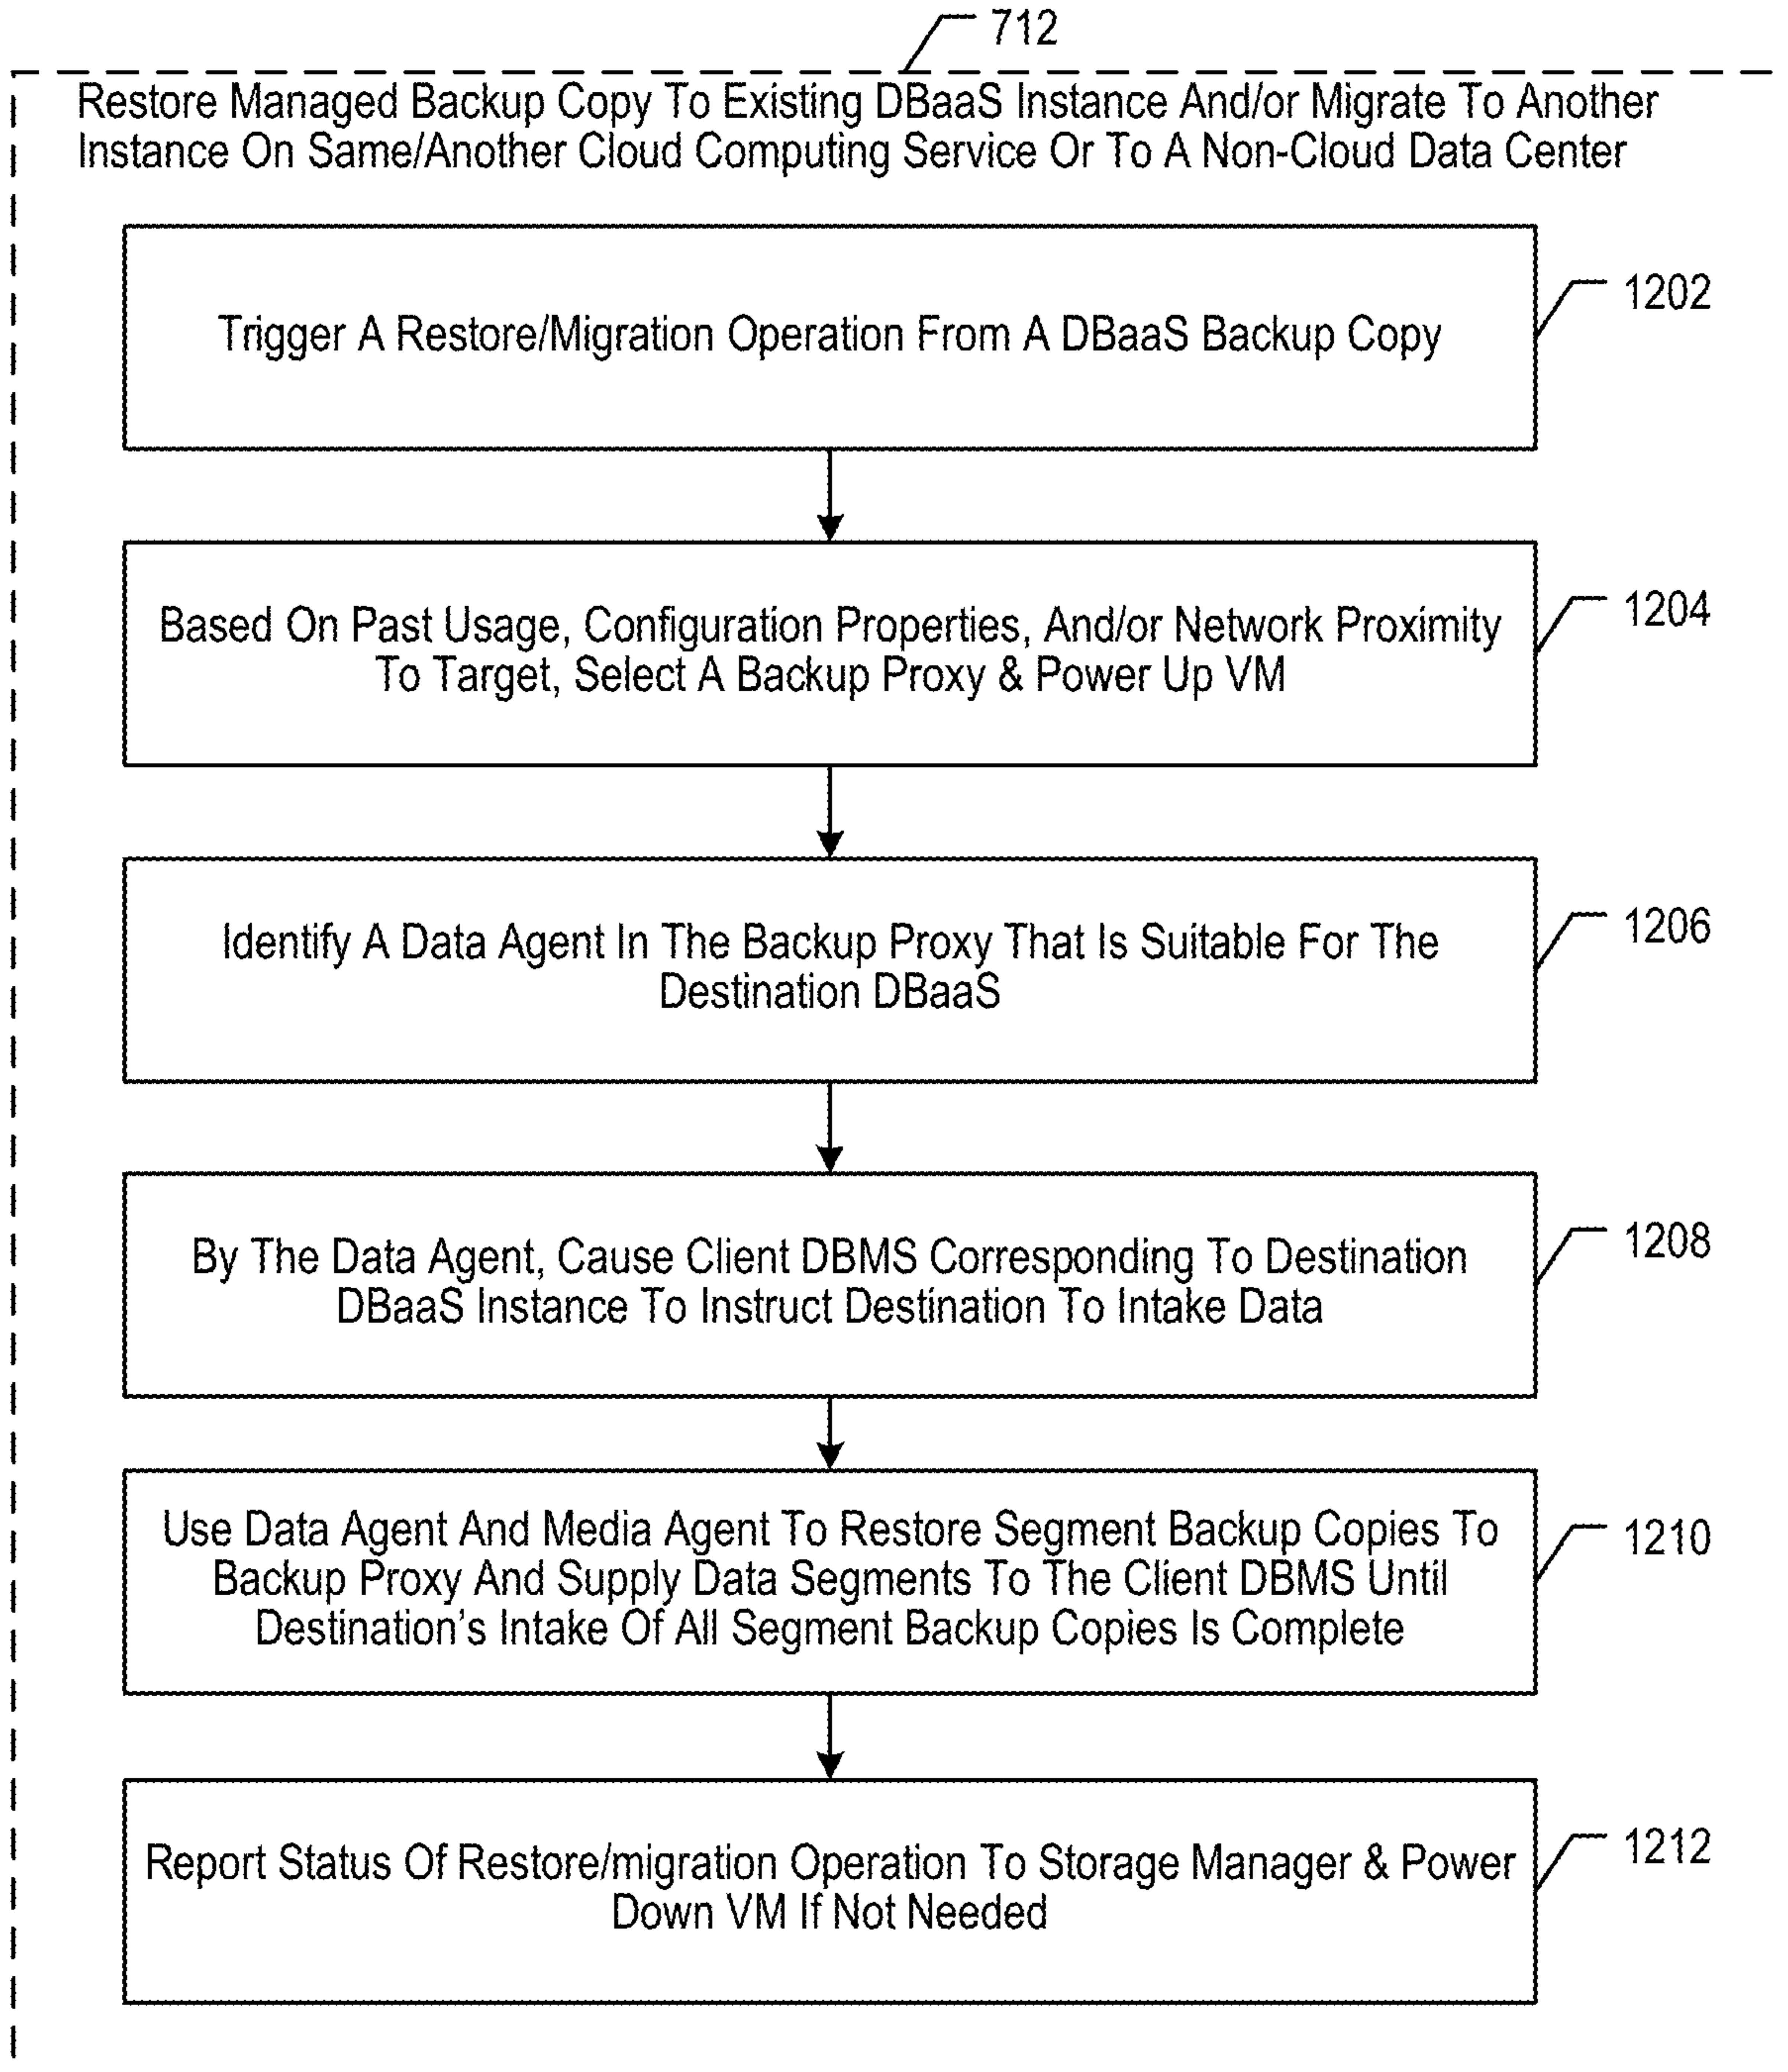 712
Restore Managed Backup Copy To Existing DBaaS Instance And/or Migrate To Another
Instance On Same/Another Cloud Computing Service Or To A Non-Cloud Data Center
Trigger A Restore/Migration Operation From A DBaaS Backup Copy
1202
Based On Past Usage, Configuration Properties, And/or Network Proximity
To Target, Select A Backup Proxy & Power Up VM
1204
Identify A Data Agent In The Backup Proxy That Is Suitable For The
Destination DBaaS
1206
By The Data Agent, Cause Client DBMS Corresponding To Destination
DBaaS Instance To Instruct Destination To Intake Data
1208
Use Data Agent And Media Agent To Restore Segment Backup Copies To
Backup Proxy And Supply Data Segments To The Client DBMS Until
Destination's Intake Of All Segment Backup Copies Is Complete
1210
Report Status Of Restore/migration Operation To Storage Manager & Power
Down VM If Not Needed
1212